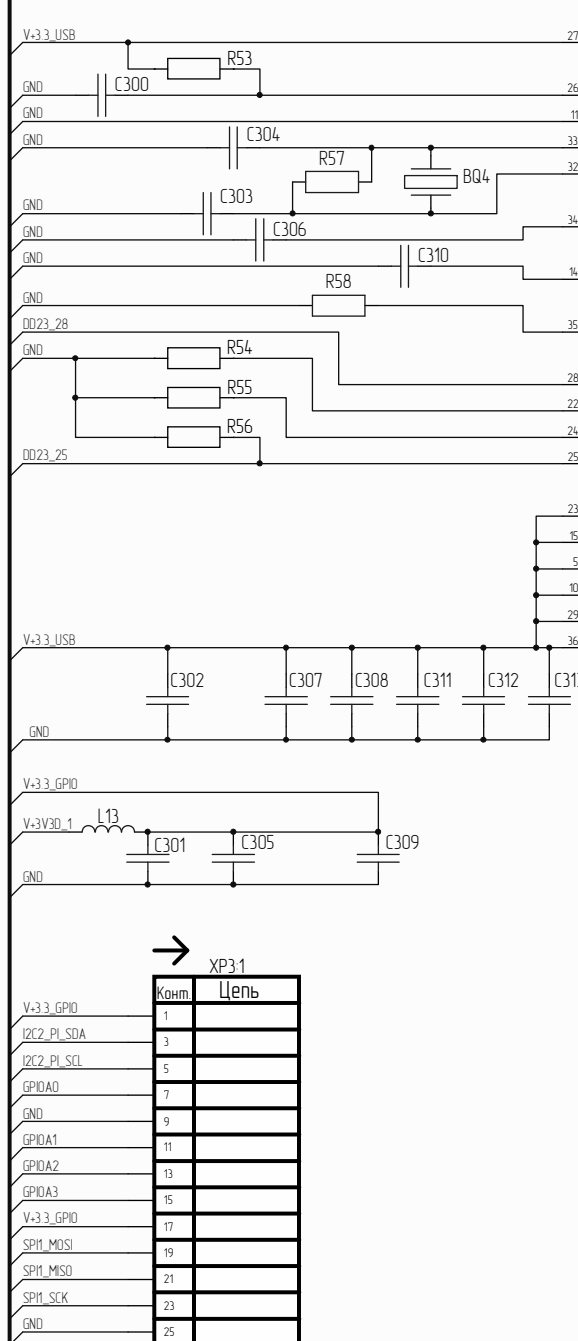 V+3.3_USB 27
R53
GND C300 26
GND 11
GND C304 33
R57 BQ4 32
GND C303
GND C306 34
GND C310 14
R58
GND 35
DD23_28
GND R54 28
R55 22
R56 24
DD23_25 25
23
15
5
10
29
V+3.3_USB 36
C302 C307 C308 C311 C312
GND
V+3.3_GPIO
V+3V3D_1 L13
C301 C305 C309
GND
XP3:1
Конт. Цепь
V+3.3_GPIO 1
I2C2_PI_SDA 3
I2C2_PI_SCL 5
GPIOA0 7
GND 9
GPIOA1 11
GPIOA2 13
GPIOA3 15
V+3.3_GPIO 17
SPI1_MOSI 19
SPI1_MISO 21
SPI1_SCK 23
GND 25